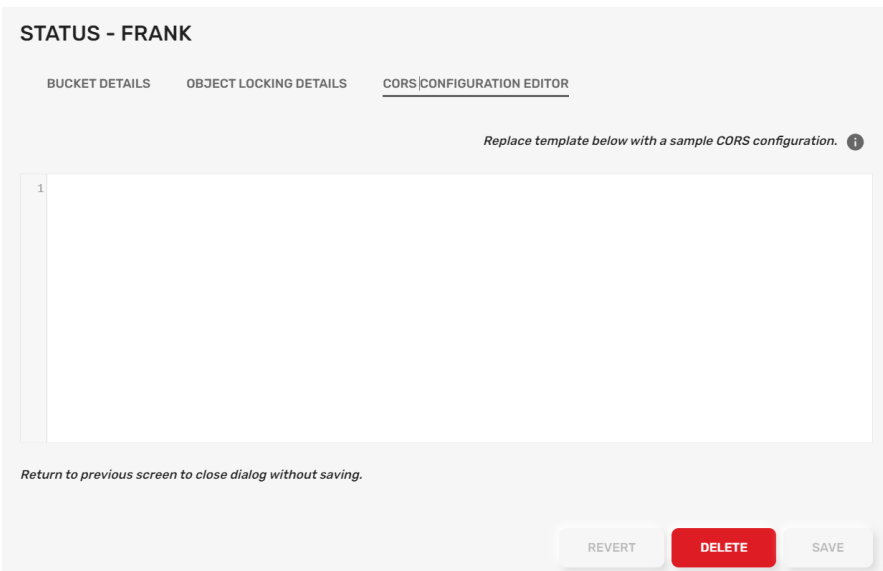 STATUS - FRANK
BUCKET DETAILS OBJECT LOCKING DETAILS CORS CONFIGURATION EDITOR
Replace template below with a sample CORS configuration.
1
Return to previous screen to close dialog without saving.
REVERT DELETE SAVE